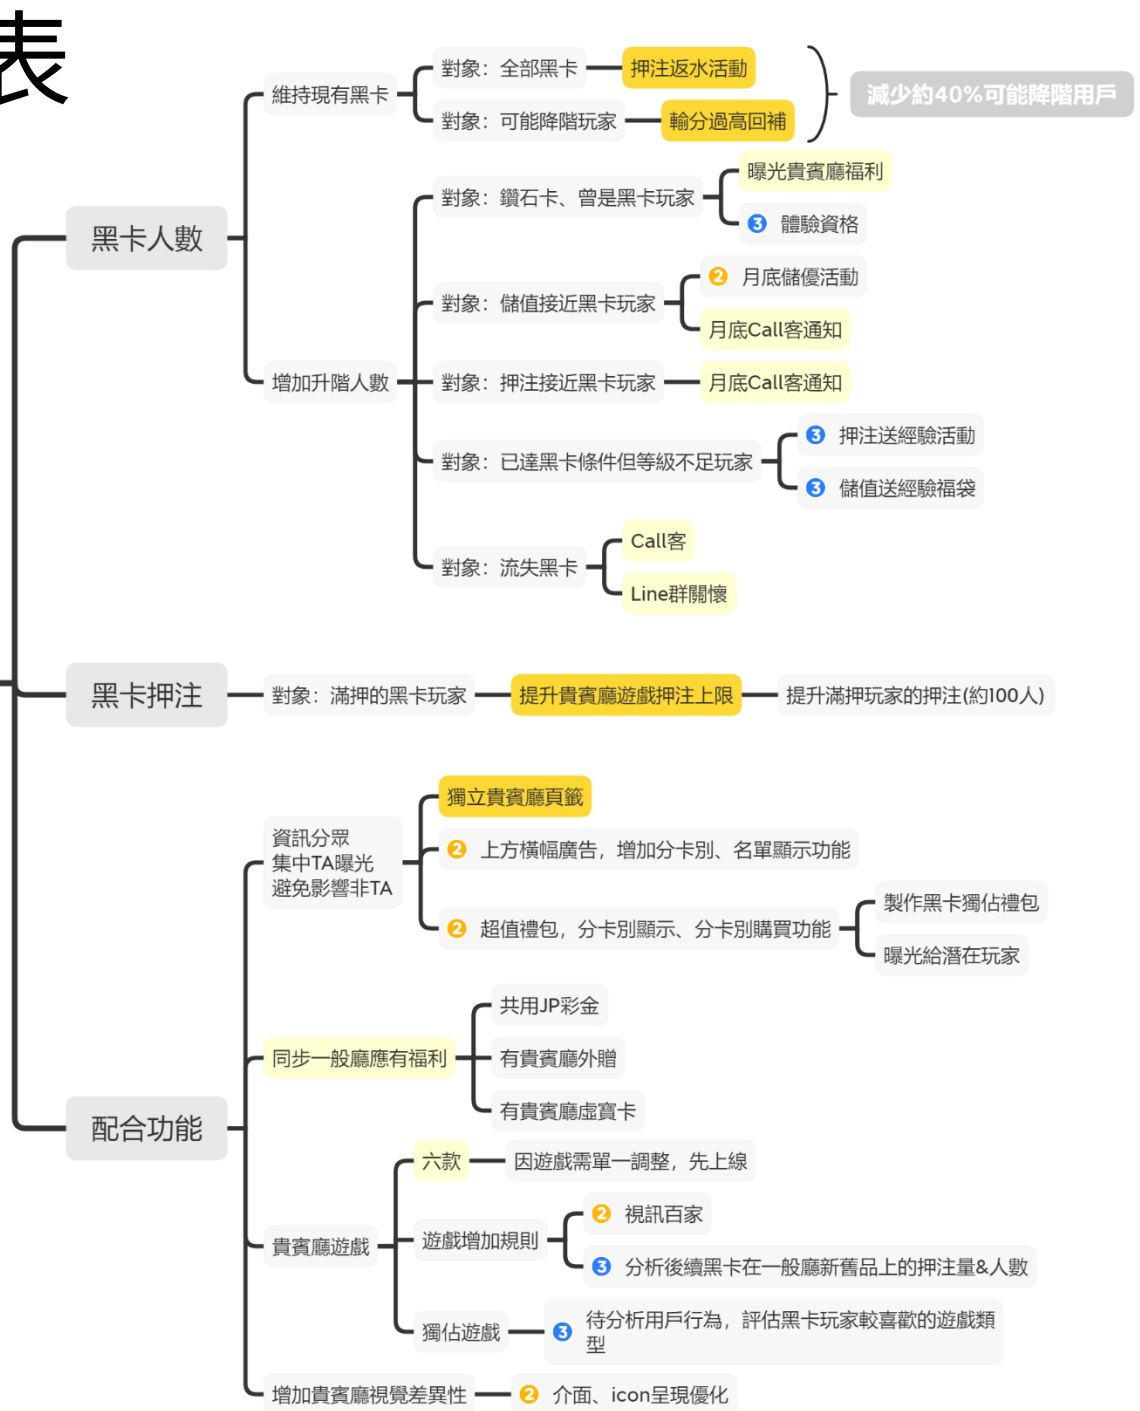 表
黑卡人數
維持現有黑卡
對象：全部黑卡
押注返水活動
對象：可能降階玩家
輸分過高回補
減少約40%可能降階用戶
增加升階人數
對象：鑽石卡、曾是黑卡玩家
曝光貴賓廳福利
3 體驗資格
對象：儲值接近黑卡玩家
2 月底儲優活動
月底Call客通知
對象：押注接近黑卡玩家
月底Call客通知
對象：已達黑卡條件但等級不足玩家
3 押注送經驗活動
3 儲值送經驗福袋
對象：流失黑卡
Call客
Line群關懷
黑卡押注
對象：滿押的黑卡玩家
提升貴賓廳遊戲押注上限
提升滿押玩家的押注(約100人)
配合功能
資訊分眾
集中TA曝光
避免影響非TA
獨立貴賓廳頁籤
2 上方橫幅廣告，增加分卡別、名單顯示功能
2 超值禮包，分卡別顯示、分卡別購買功能
製作黑卡獨佔禮包
曝光給潛在玩家
同步一般廳應有福利
共用JP彩金
有貴賓廳外贈
有貴賓廳虛寶卡
貴賓廳遊戲
六款
因遊戲需單一調整，先上線
遊戲增加規則
2 視訊百家
3 分析後續黑卡在一般廳新舊品上的押注量&人數
獨佔遊戲
3 待分析用戶行為，評估黑卡玩家較喜歡的遊戲類
型
增加貴賓廳視覺差異性
2 介面、icon呈現優化